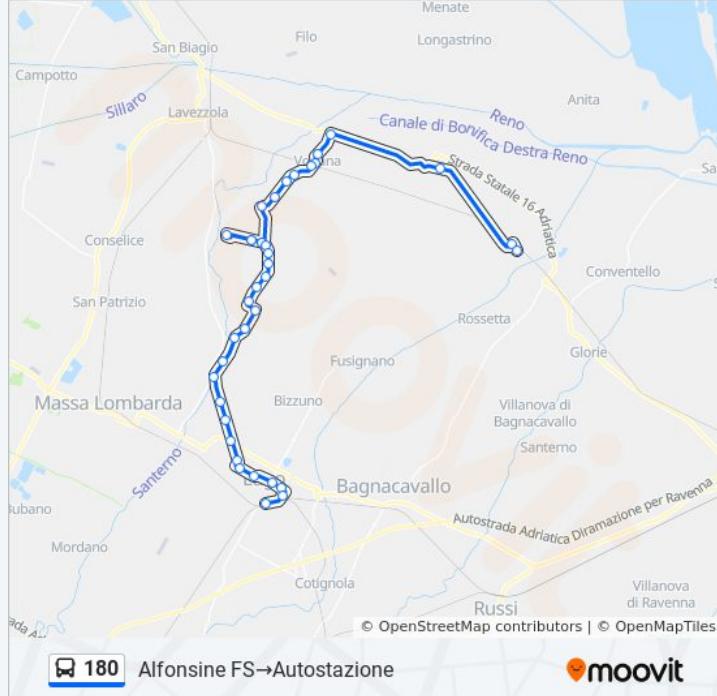 Menate
Filo
Longastrino
San Biagio
Campotto
Anita
Sillaro
Lavezzola
Reno
Canale di Bonifica Destra Reno
Strada Statale 16 Adriatica
Conselice
Conventello
San Patrizio
Rossetta
Glorie
Fusignano
Massa Lombarda
Bizzuno
Villanova di
Bagnacavallo
Santerno
Santerno
Bagnacavallo
Autostrada Adriatica Diramazione per Ravenna
Mordano
Cotignola
Villanova
di Ravenna
Russi
© OpenStreetMap contributors | © OpenMapTiles
180 Alfonsine FS→Autostazione
moovit